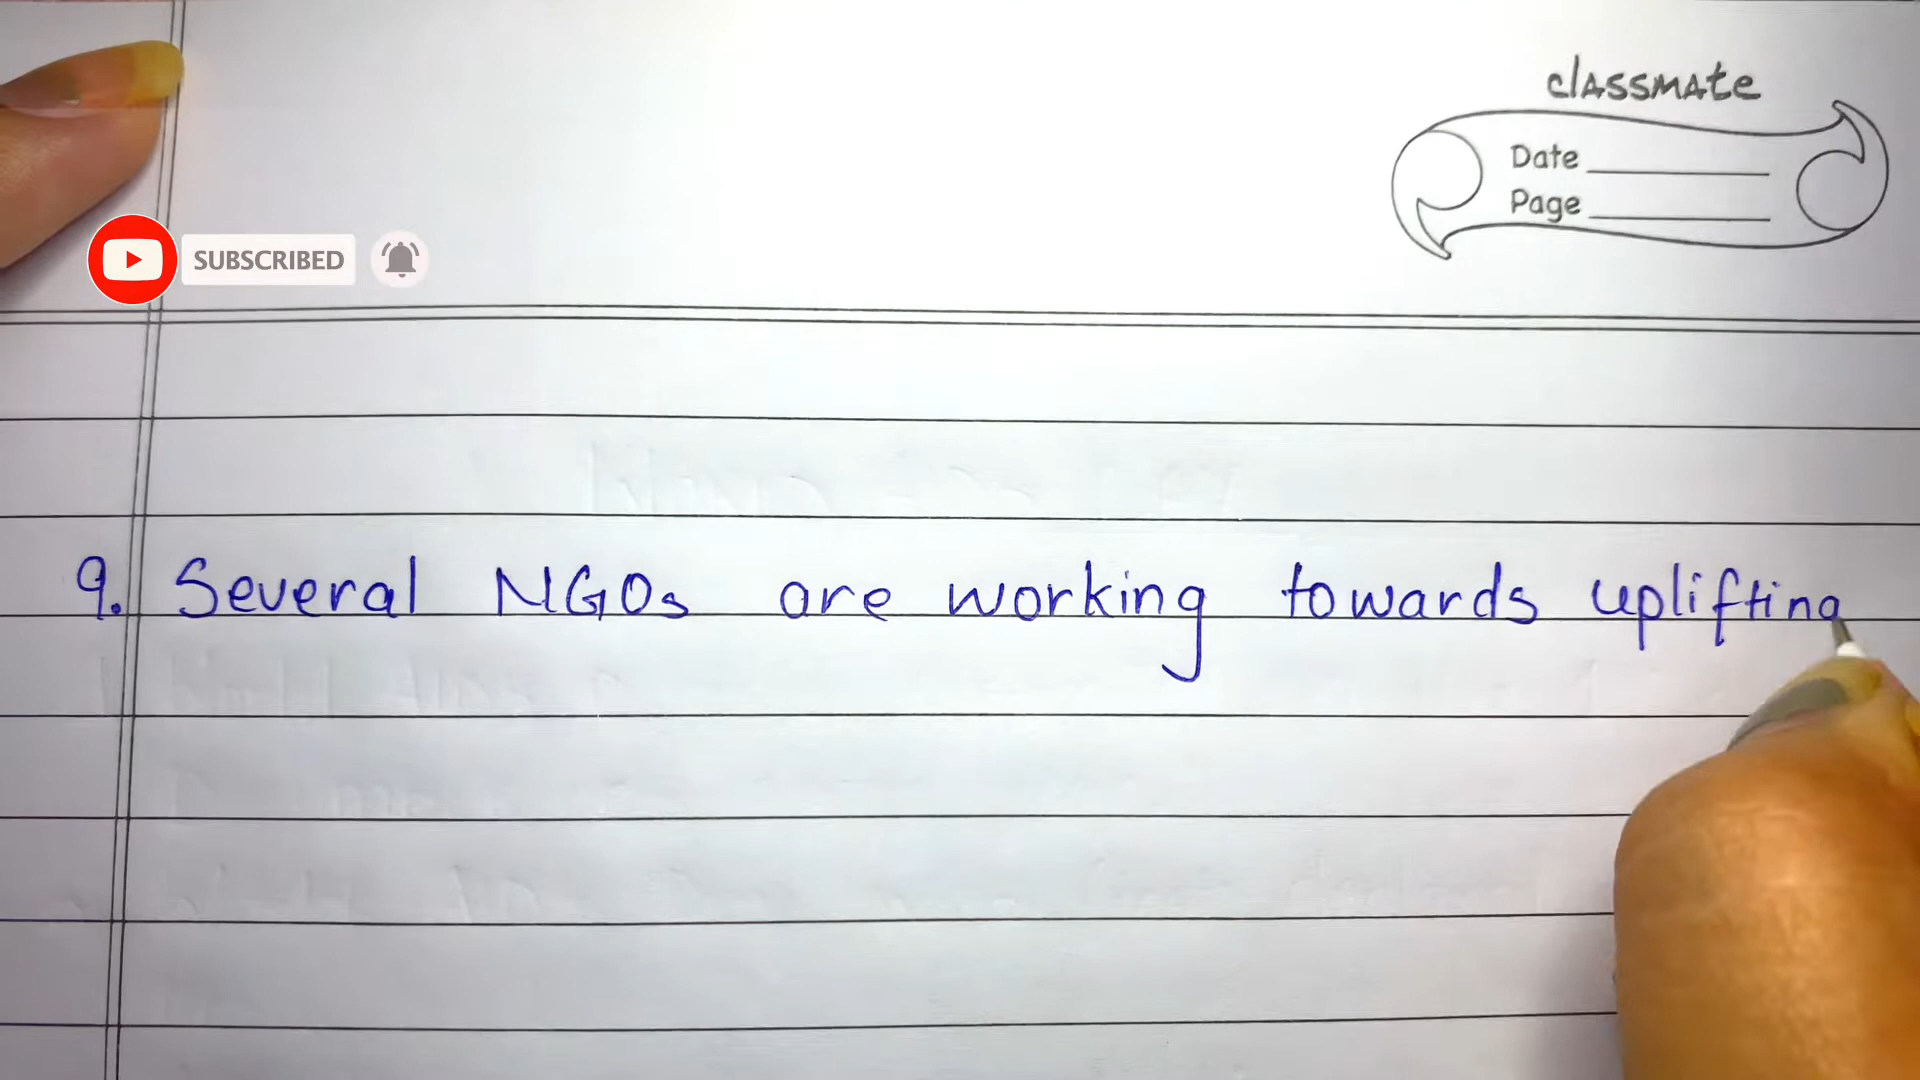 classmate
Date
Page
SUBSCRIBED
9. Several NGOs are working towards uplifting